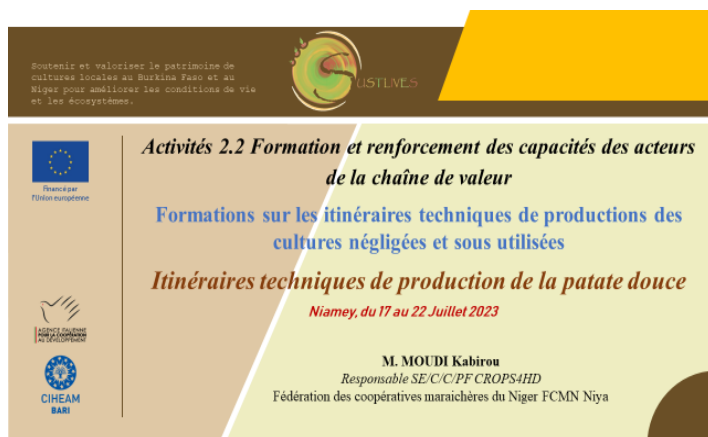 Soutenir et valoriser le patrimoine de
cultures locales au Burkina Faso et au
Niger pour améliorer les conditions de vie
et les écosystèmes.
SUSTLIVES
Financé par
l'Union européenne
Activités 2.2 Formation et renforcement des capacités des acteurs
de la chaîne de valeur
Formations sur les itinéraires techniques de productions des
cultures négligées et sous utilisées
Itinéraires techniques de production de la patate douce
Niamey, du 17 au 22 Juillet 2023
AGENCE ITALIENNE
POUR LA COOPÉRATION
AU DÉVELOPPEMENT
CIHEAM
BARI
M. MOUDI Kabirou
Responsable SE/C/C/PF CROPS4HD
Fédération des coopératives maraichères du Niger FCMN Niya